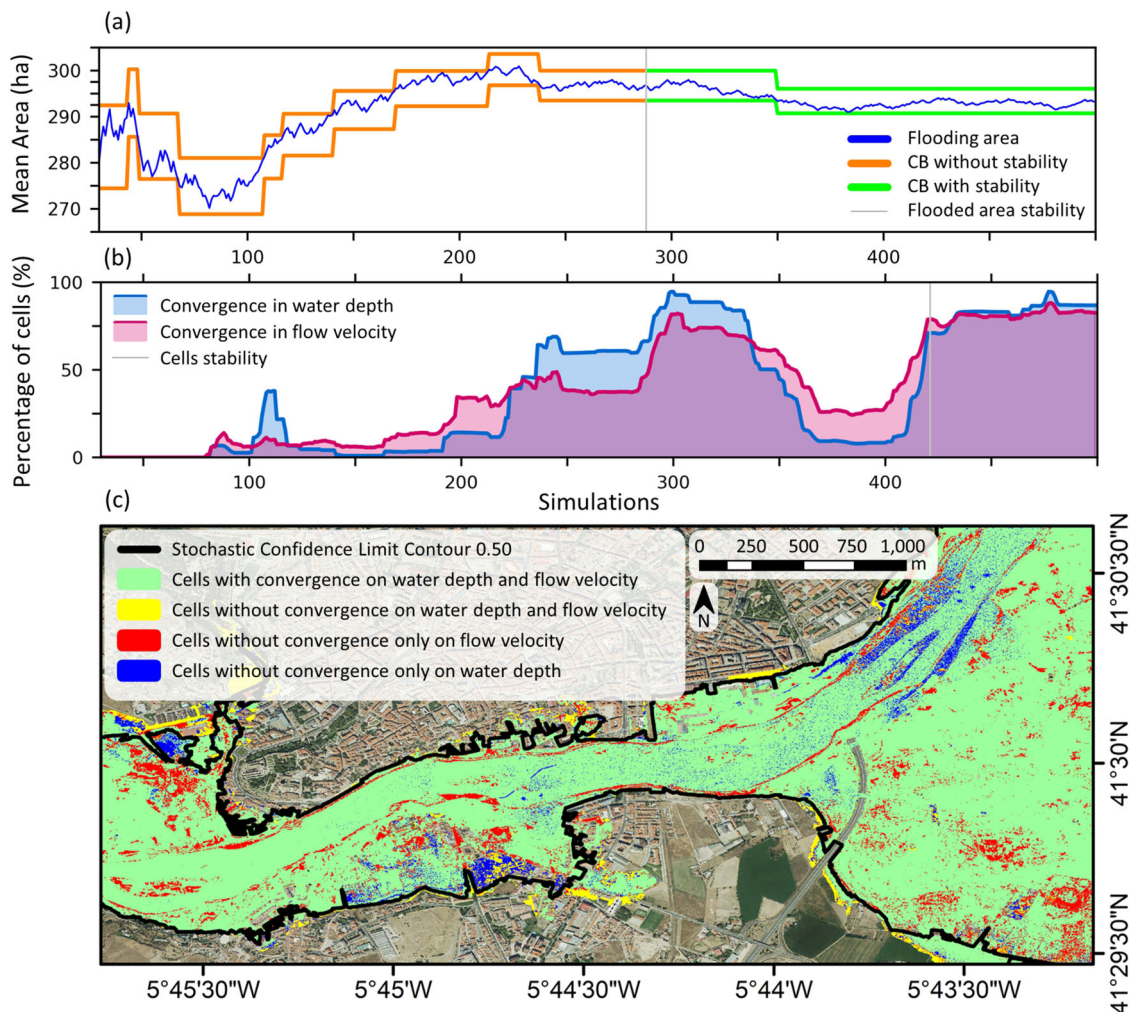 (a)
Mean Area (ha)
300
290
280
270
Flooding area
CB without stability
CB with stability
Flooded area stability
100
200
300
400
(b)
Percentage of cells (%)
100
50
0
Convergence in water depth
Convergence in flow velocity
Cells stability
100
200
300
400
Simulations
(c)
Stochastic Confidence Limit Contour 0.50
Cells with convergence on water depth and flow velocity
Cells without convergence on water depth and flow velocity
Cells without convergence only on flow velocity
Cells without convergence only on water depth
0 250 500 750 1,000
m
N
41°30'30"N
41°30'N
41°29'30"N
5°45'30"W
5°45'W
5°44'30"W
5°44'W
5°43'30"W